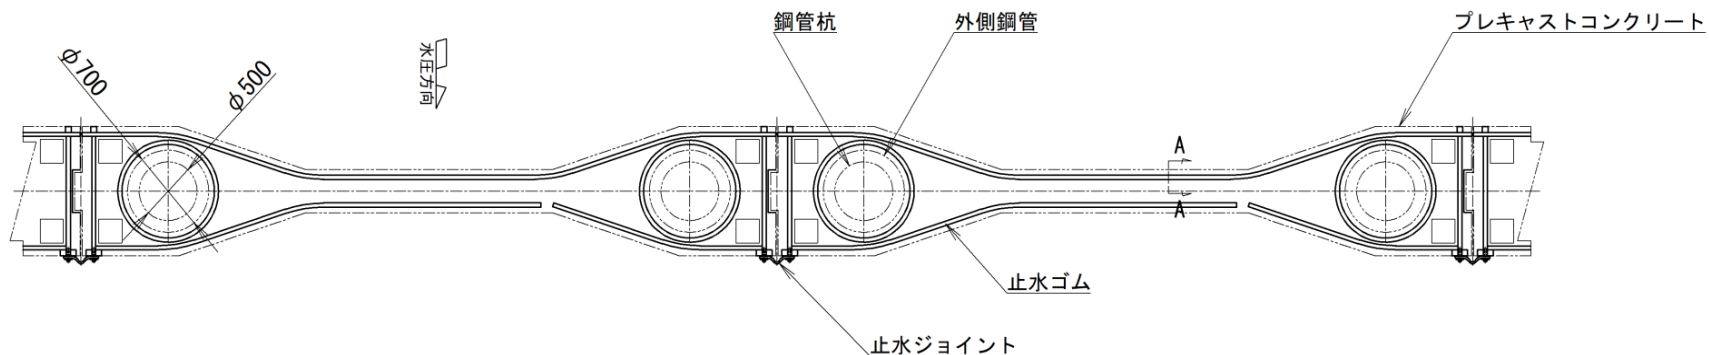 鋼管杭
外側鋼管
プレキャストコンクリート
水圧方向
φ700
φ500
A
A
止水ゴム
止水ジョイント